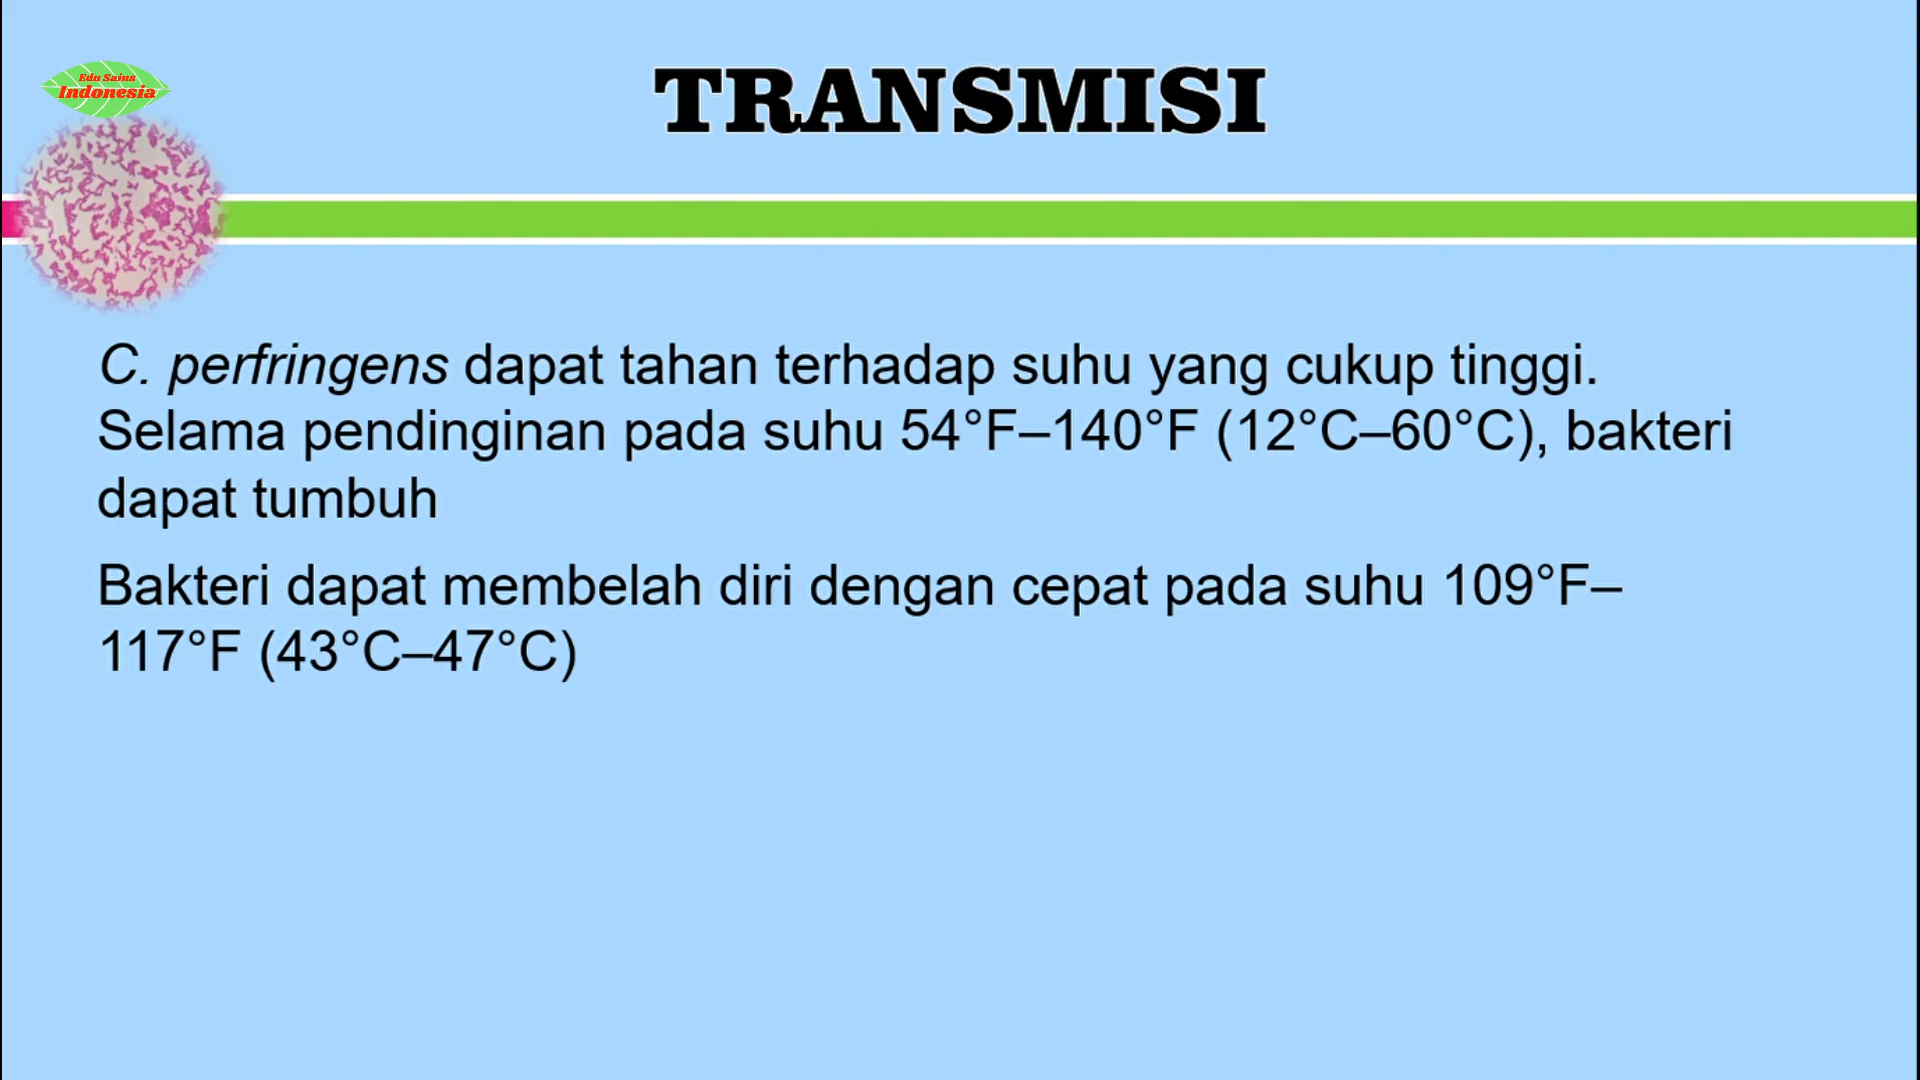 Edu Sains
Indonesia
TRANSMISI
C. perfringens dapat tahan terhadap suhu yang cukup tinggi.
Selama pendinginan pada suhu 54°F–140°F (12°C–60°C), bakteri
dapat tumbuh
Bakteri dapat membelah diri dengan cepat pada suhu 109°F–
117°F (43°C–47°C)